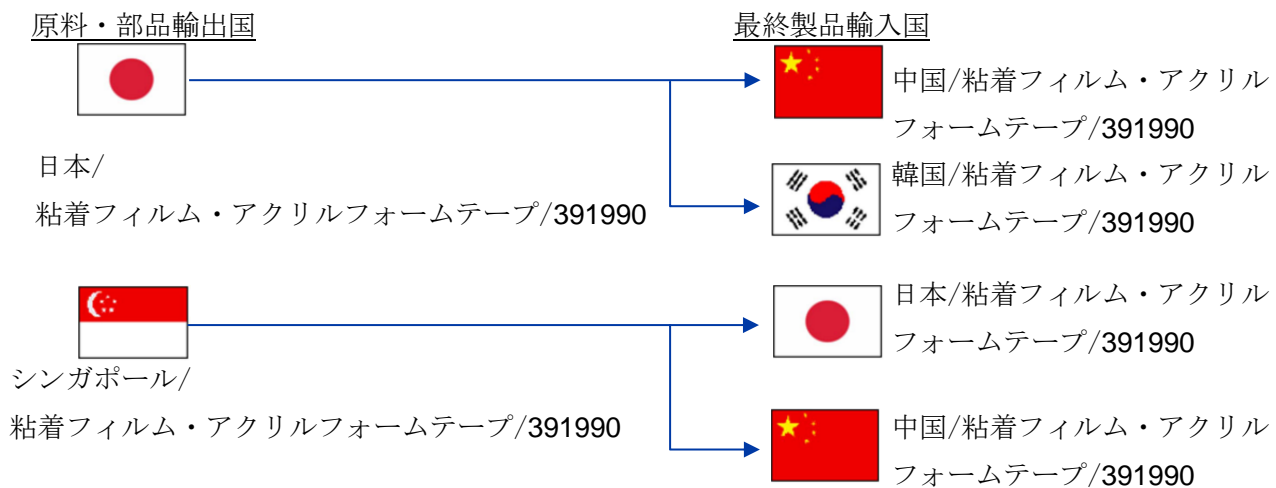 原料・部品輸出国
最終製品輸入国
日本/
粘着フィルム・アクリルフォームテープ/391990
中国/粘着フィルム・アクリル
フォームテープ/391990
韓国/粘着フィルム・アクリル
フォームテープ/391990
シンガポール/
粘着フィルム・アクリルフォームテープ/391990
日本/粘着フィルム・アクリル
フォームテープ/391990
中国/粘着フィルム・アクリル
フォームテープ/391990